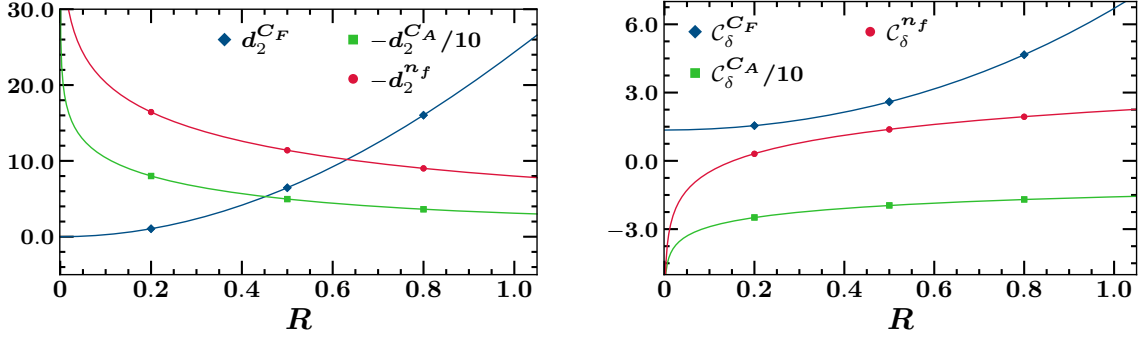 30.0
20.0
10.0
0.0
0 0.2 0.4 0.6 0.8 1.0
R
d_2^{C_F}
−d_2^{C_A}/10
−d_2^{n_f}
6.0
3.0
0.0
−3.0
0 0.2 0.4 0.6 0.8 1.0
R
𝒞_δ^{C_F}
𝒞_δ^{n_f}
𝒞_δ^{C_A}/10